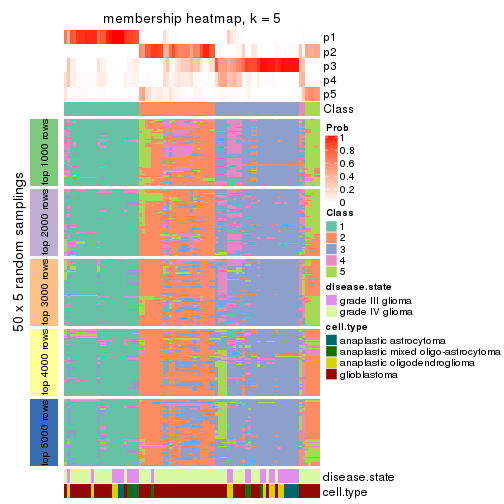 membership heatmap, k = 5
p1
p2
p3
p4
p5
Class
50 x 5 random samplings
top 1000 rows
top 2000 rows
top 3000 rows
top 4000 rows
top 5000 rows
disease.state
cell.type
Prob
1
0.8
0.6
0.4
0.2
0
Class
1
2
3
4
5
disease.state
grade III glioma
grade IV glioma
cell.type
anaplastic astrocytoma
anaplastic mixed oligo-astrocytoma
anaplastic oligodendroglioma
glioblastoma